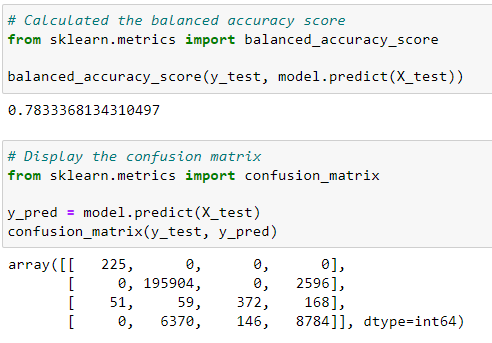 # Calculated the balanced accuracy score
from sklearn.metrics import balanced_accuracy_score
balanced_accuracy_score(y_test, model.predict(X_test))
0.7833368134310497
# Display the confusion matrix
from sklearn.metrics import confusion_matrix
y_pred = model.predict(X_test)
confusion_matrix(y_test, y_pred)
array([[   225,      0,      0,      0],
       [     0, 195904,      0,   2596],
       [    51,     59,    372,    168],
       [     0,   6370,    146,   8784]], dtype=int64)